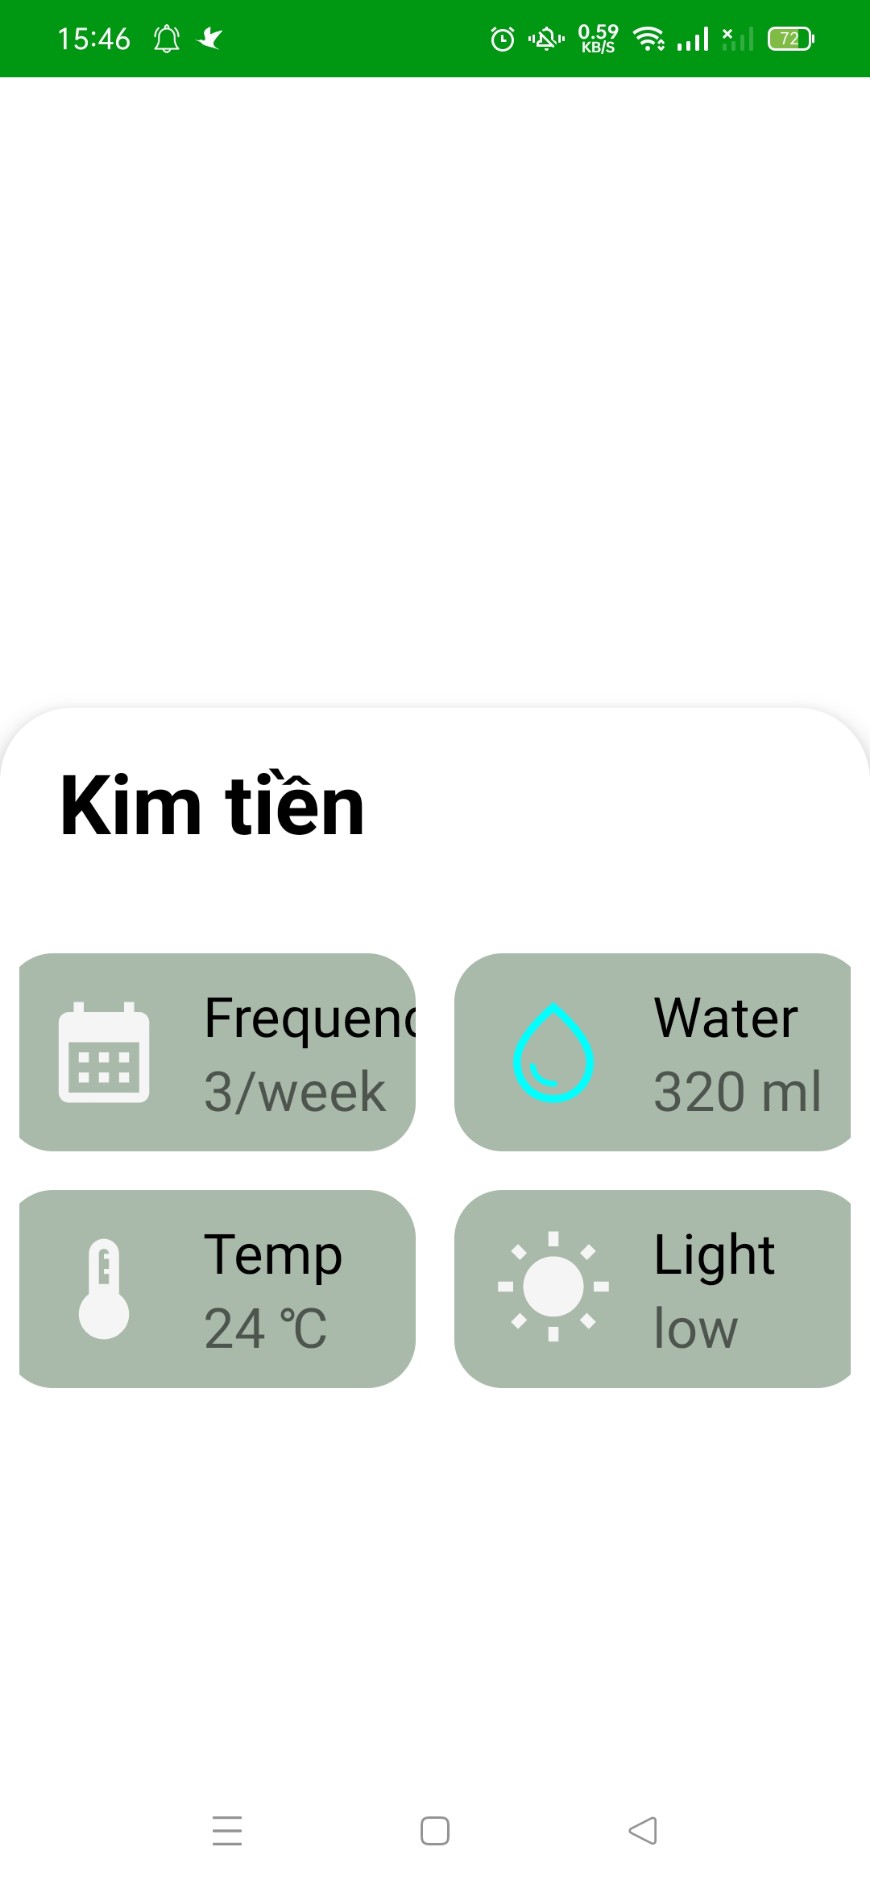 15:46 0.59 KB/S 72
Kim tiền
Frequenc
3/week
Water
320 ml
Temp
24 ℃
Light
low